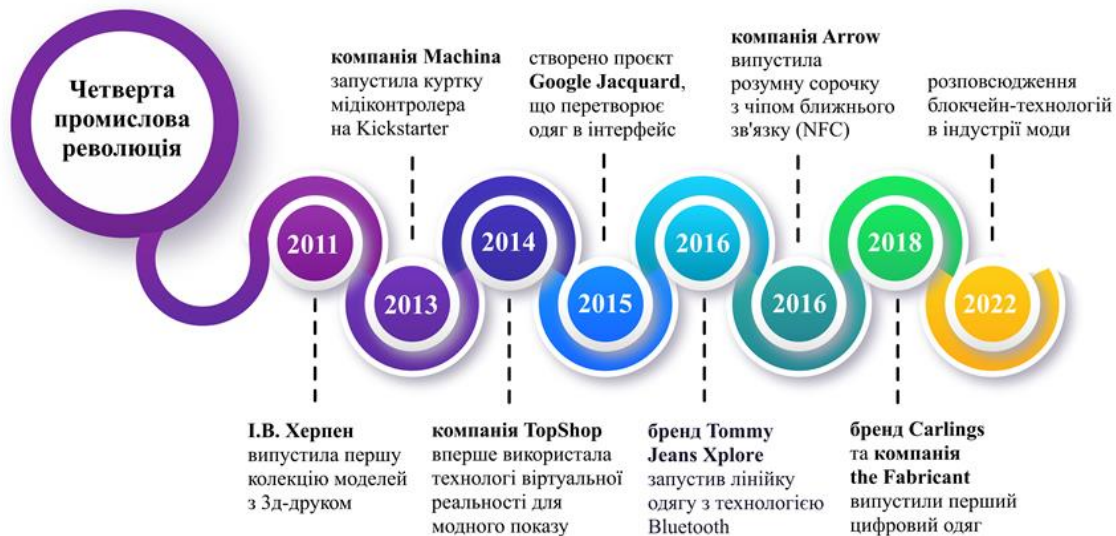 Четверта
промислова
революція
компанія Machina
запустила куртку
мідіконтролера
на Kickstarter
створено проєкт
Google Jacquard,
що перетворює
одяг в інтерфейс
компанія Arrow
випустила
розумну сорочку
з чіпом ближнього
зв'язку (NFC)
розповсюдження
блокчейн-технологій
в індустрії моди
2011
2013
2014
2015
2016
2016
2018
2022
І.В. Херпен
випустила першу
колекцію моделей
з 3д-друком
компанія TopShop
вперше використала
технологі віртуальної
реальності для
модного показу
бренд Tommy
Jeans Xplore
запустив лінійку
одягу з технологією
Bluetooth
бренд Carlings
та компанія
the Fabricant
випустили перший
цифровий одяг